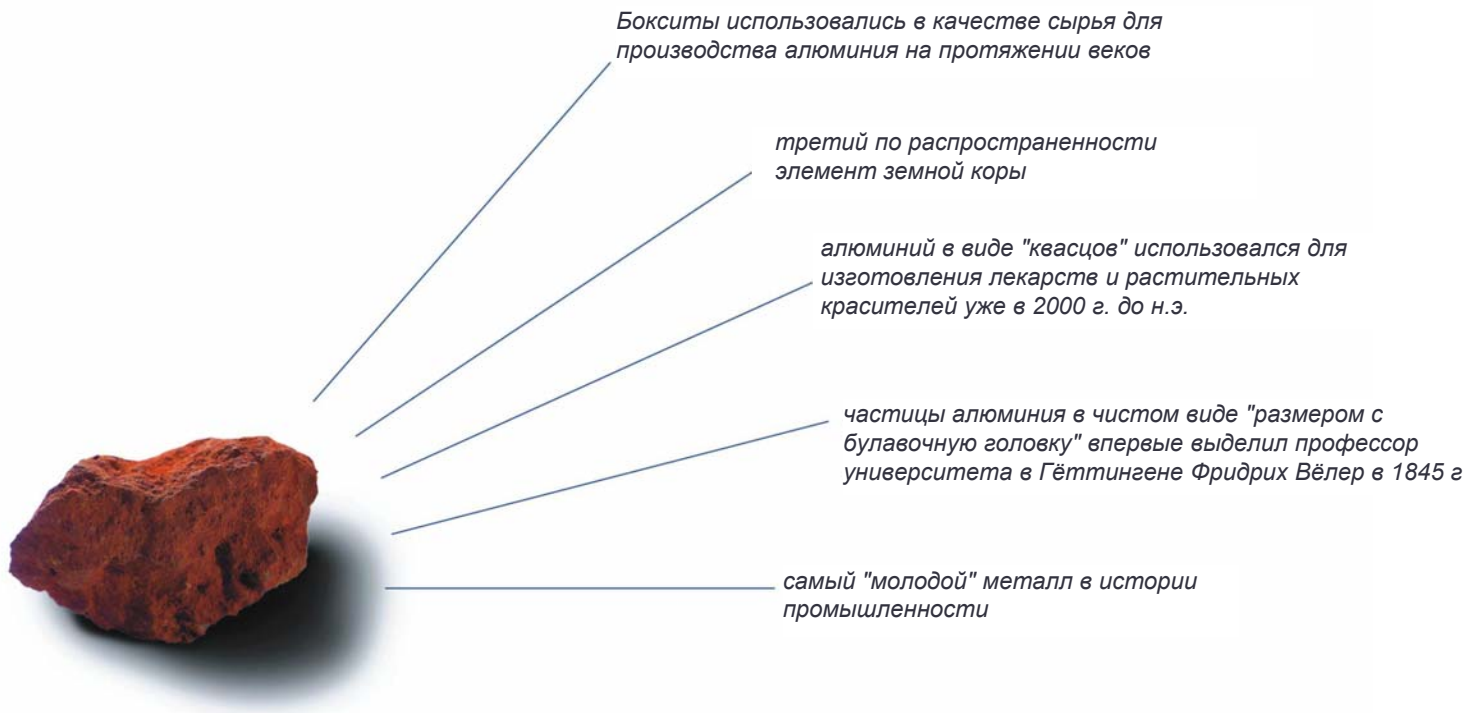 Бокситы использовались в качестве сырья для
производства алюминия на протяжении веков
третий по распространенности
элемент земной коры
алюминий в виде "квасцов" использовался для
изготовления лекарств и растительных
красителей уже в 2000 г. до н.э.
частицы алюминия в чистом виде "размером с
булавочную головку" впервые выделил профессор
университета в Гёттингене Фридрих Вёлер в 1845 г
самый "молодой" металл в истории
промышленности